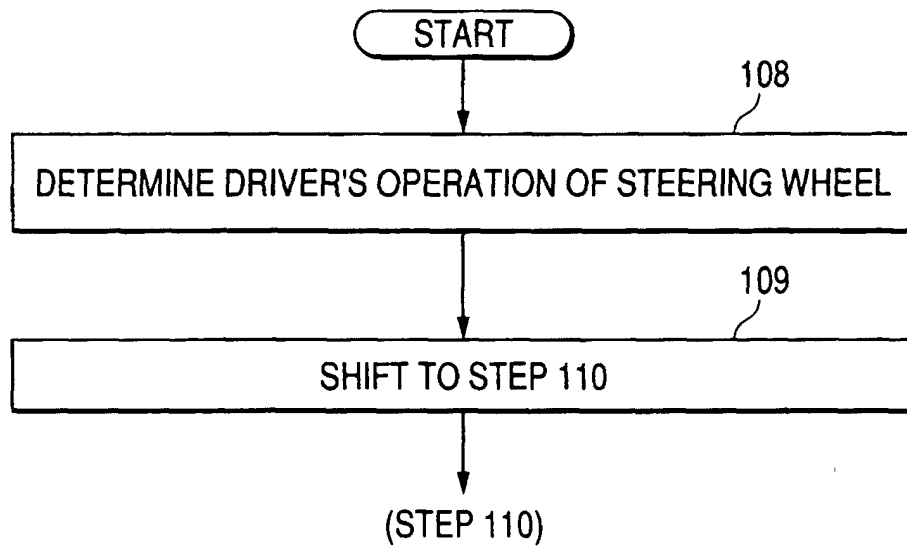 START
108
DETERMINE DRIVER'S OPERATION OF STEERING WHEEL
109
SHIFT TO STEP 110
(STEP 110)